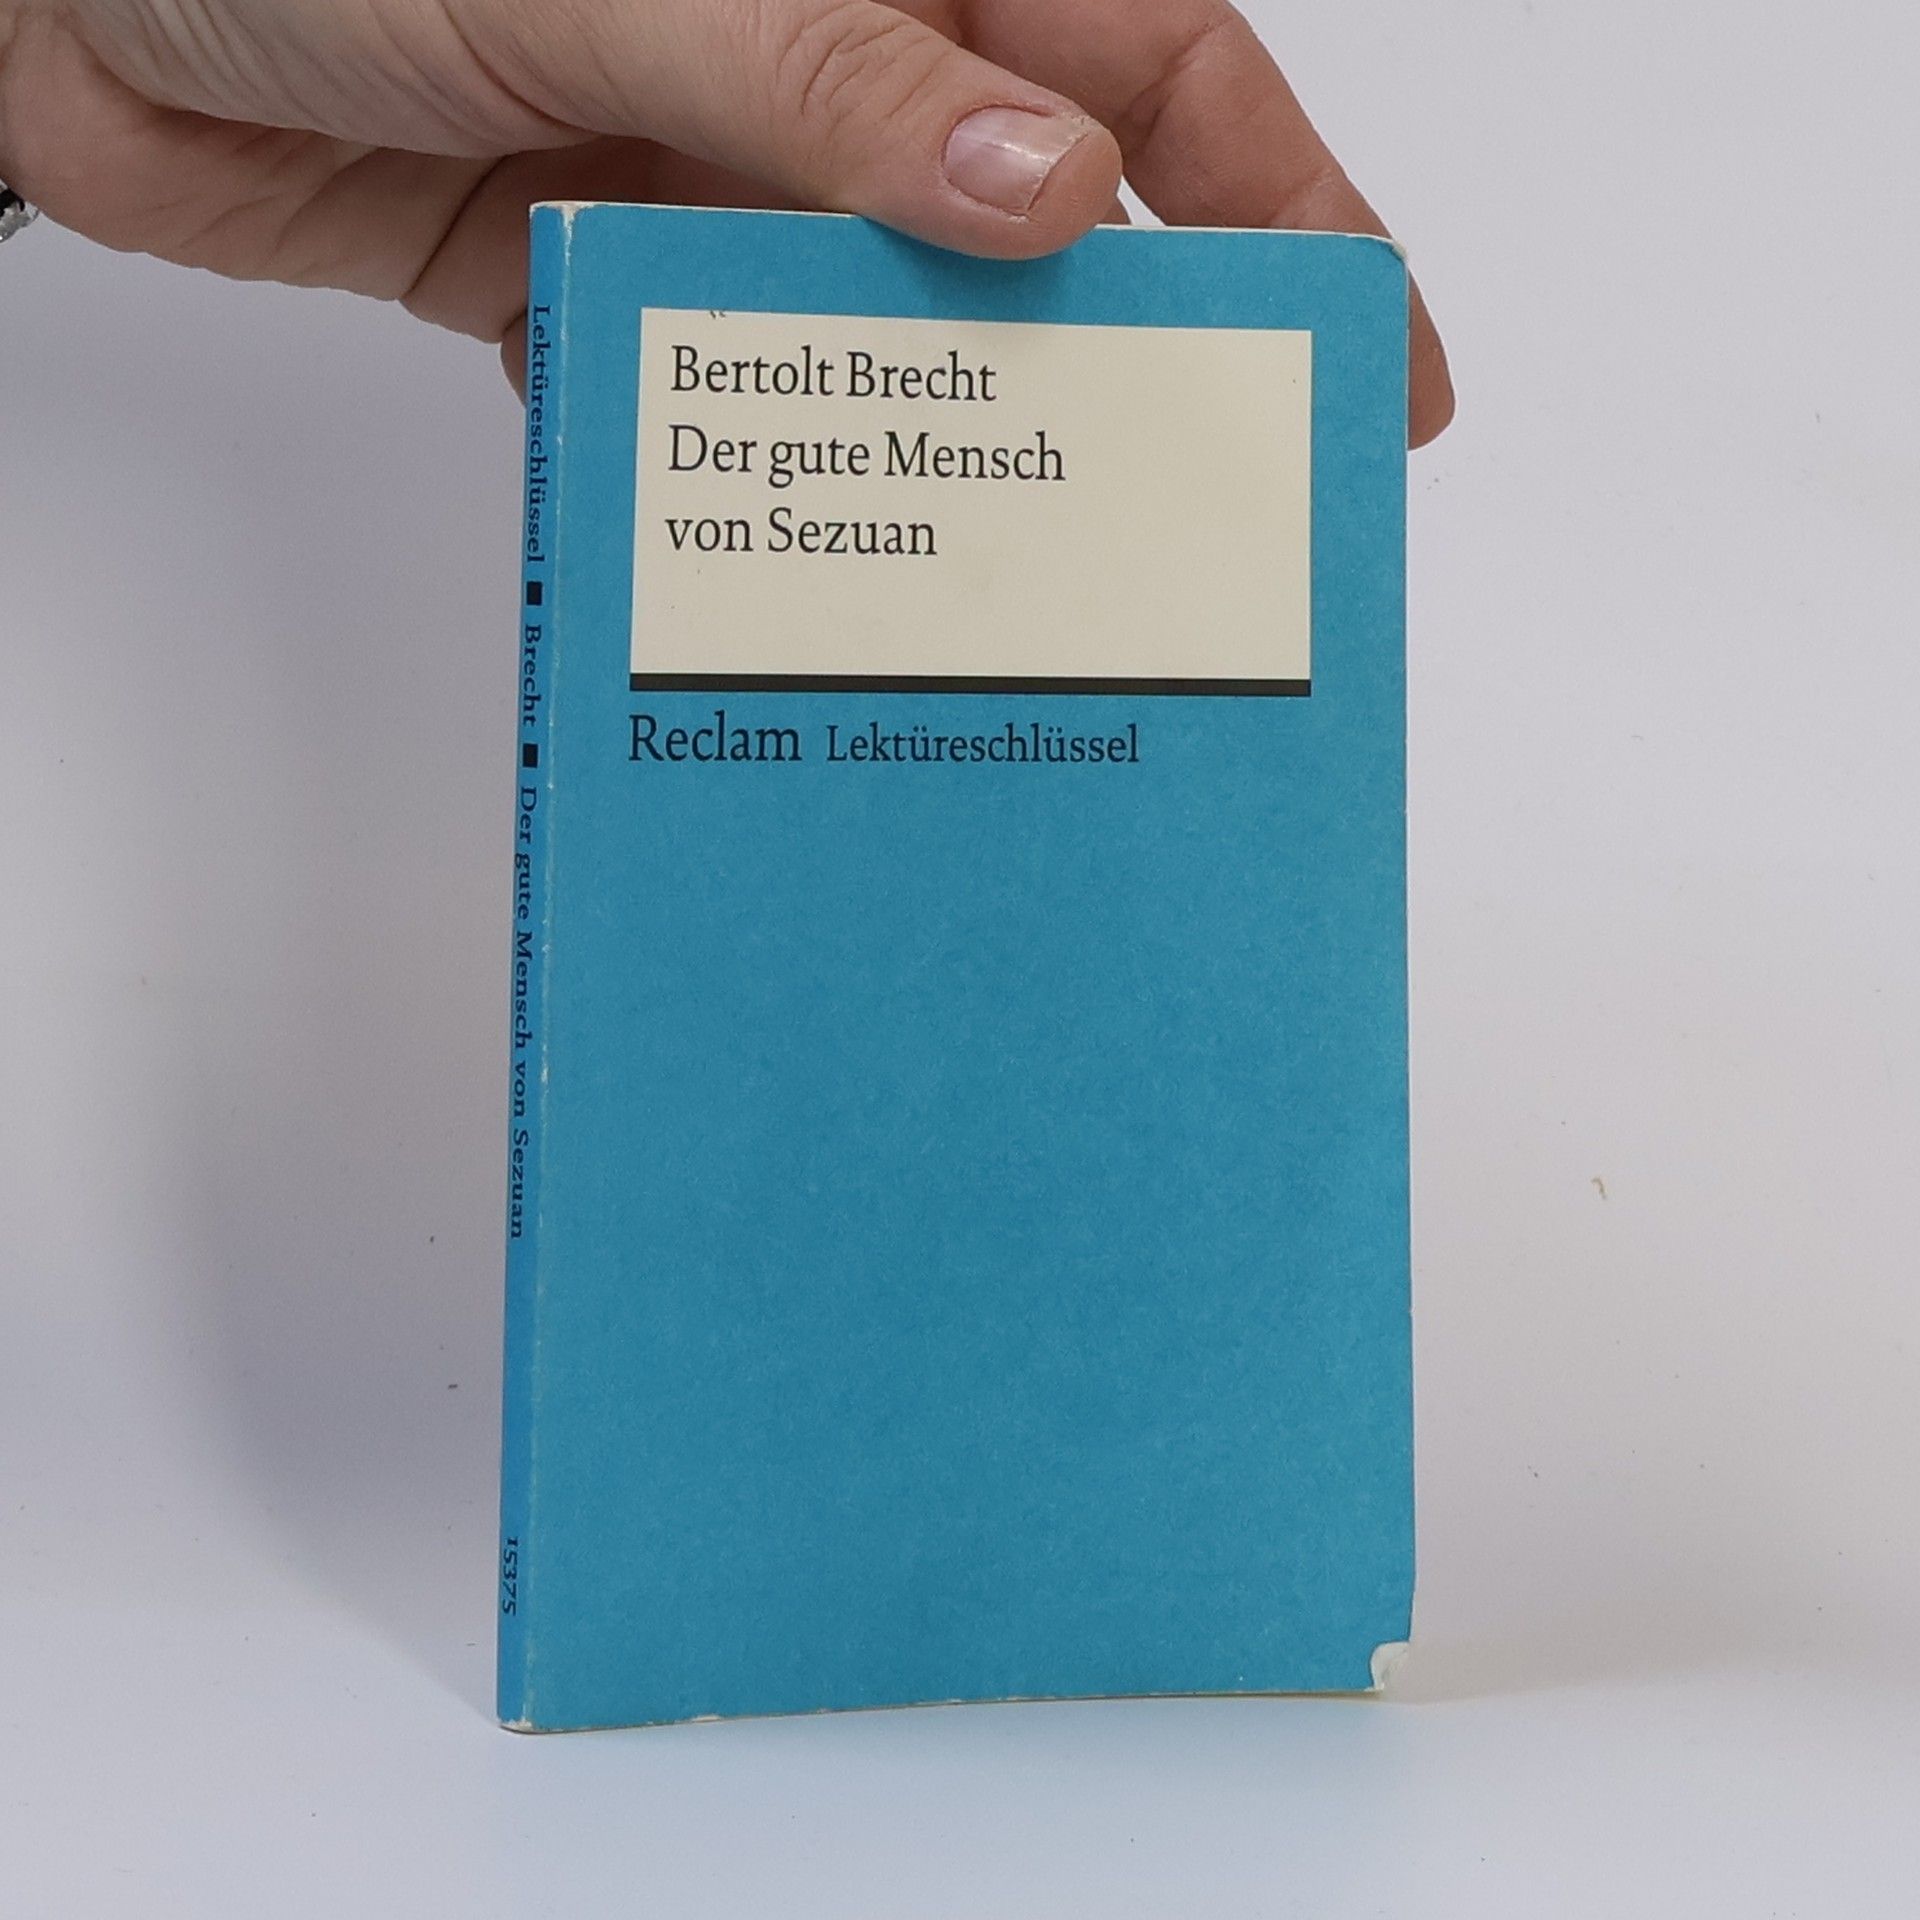 Bertolt Brecht
Der gute Mensch
von Sezuan
Reclam Lektüreschlüssel
Lektüreschlüssel ■ Brecht ■ Der gute Mensch von Sezuan
15375